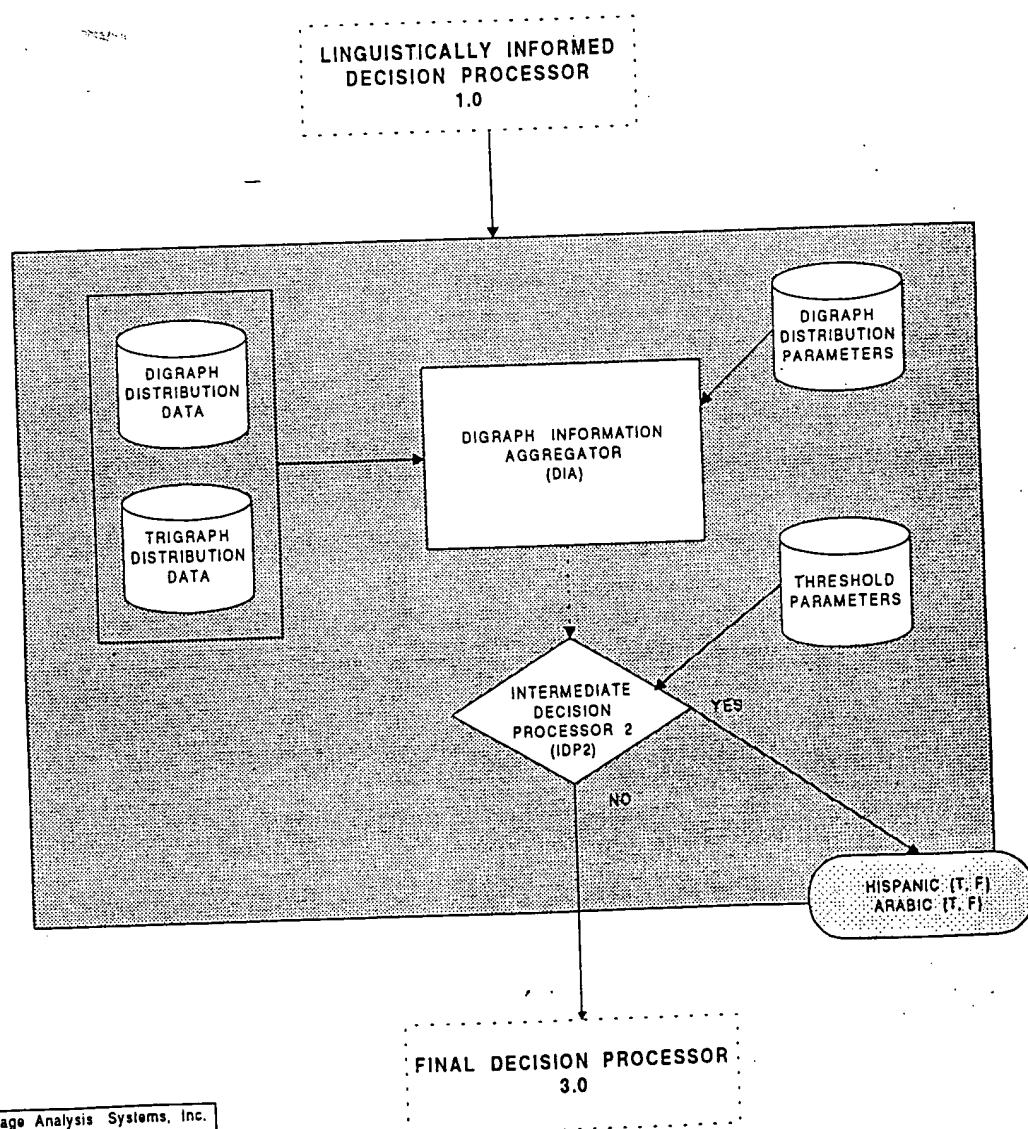 LINGUISTICALLY INFORMED
DECISION PROCESSOR
1.0
DIGRAPH
DISTRIBUTION
DATA
TRIGRAPH
DISTRIBUTION
DATA
DIGRAPH INFORMATION
AGGREGATOR
(DIA)
DIGRAPH
DISTRIBUTION
PARAMETERS
THRESHOLD
PARAMETERS
INTERMEDIATE
DECISION
PROCESSOR 2
(IDP2)
YES
NO
HISPANIC {T, F}
ARABIC {T, F}
FINAL DECISION PROCESSOR
3.0
Analysis Systems, Inc.